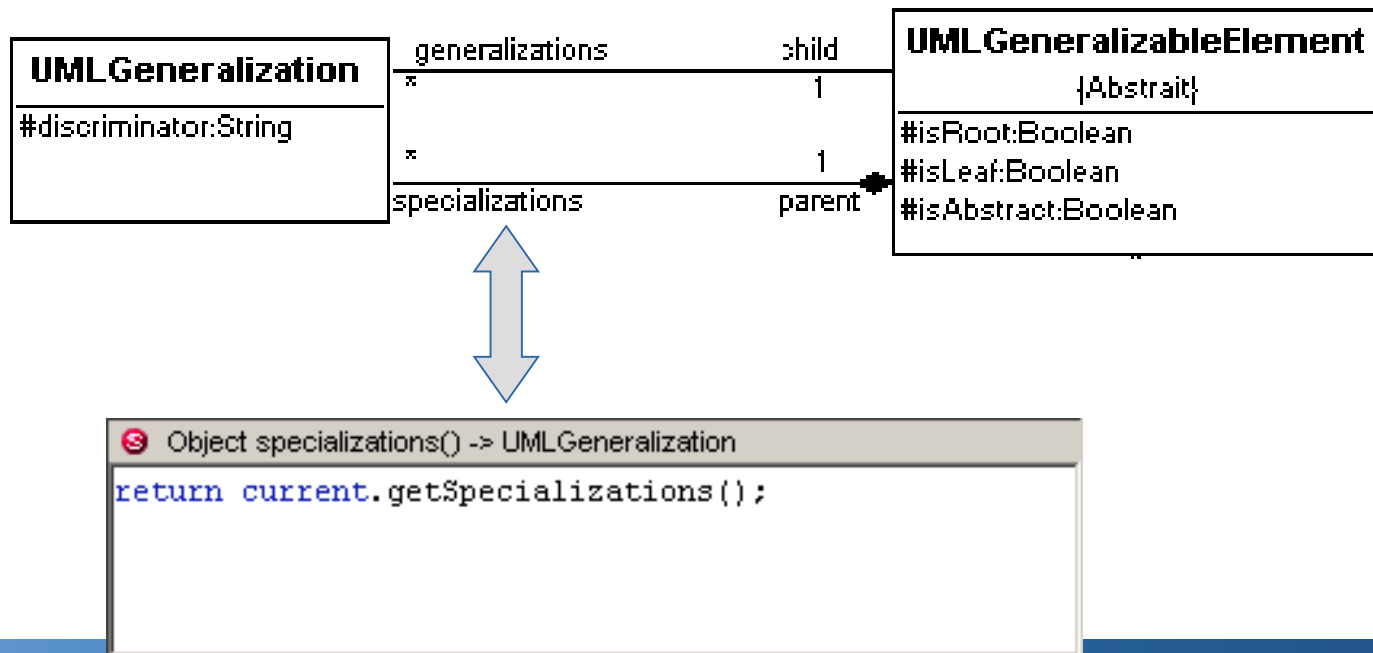 UMLGeneralization
#discriminator:String
generalizations child
* 1
* 1
specializations parent
UMLGeneralizableElement
{Abstrait}
#isRoot:Boolean
#isLeaf:Boolean
#isAbstract:Boolean
Object specializations() -> UMLGeneralization
return current.getSpecializations();